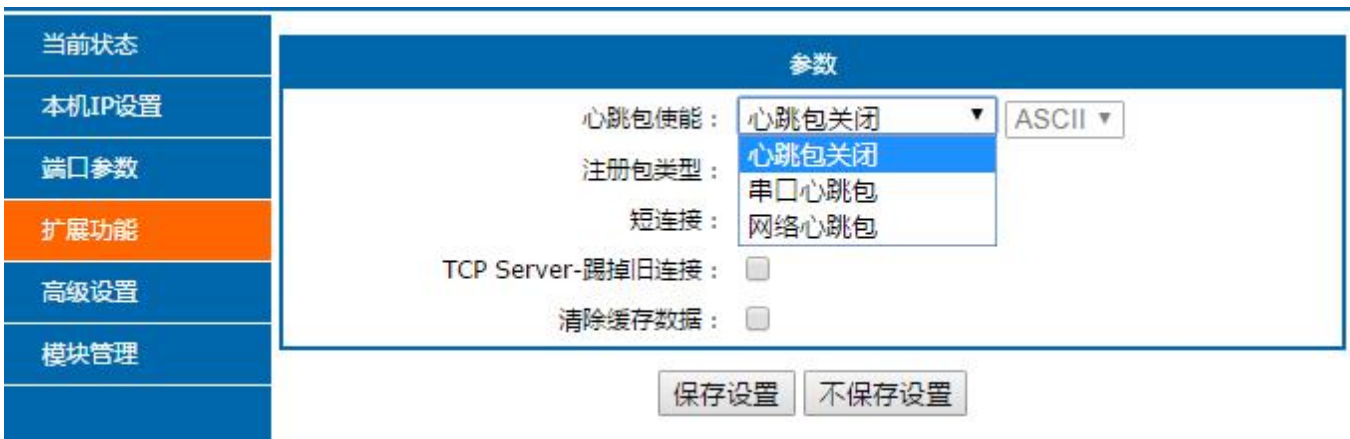 当前状态
本机IP设置
端口参数
扩展功能
高级设置
模块管理
参数
心跳包使能： 心跳包关闭 ▼ ASCII ▼
心跳包关闭
注册包类型：
串口心跳包
短连接：
网络心跳包
TCP Server-踢掉旧连接：
清除缓存数据：
保存设置 不保存设置